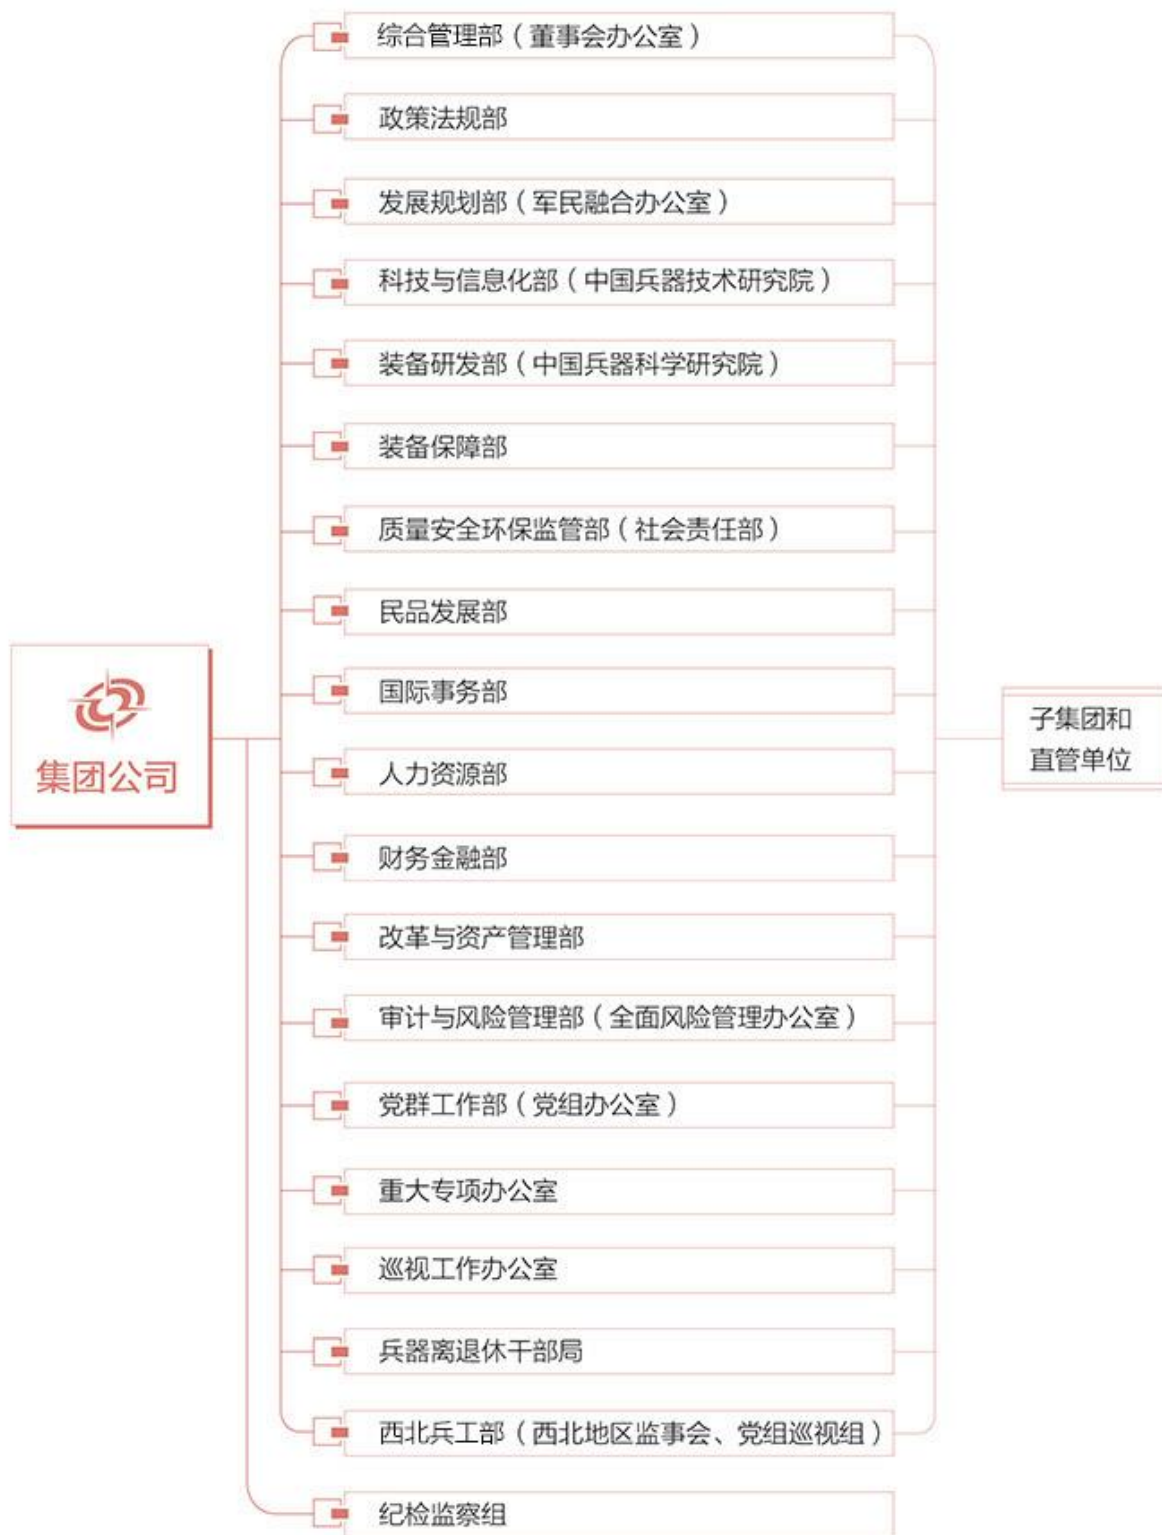 综合管理部（董事会办公室）
政策法规部
发展规划部（军民融合办公室）
科技与信息化部（中国兵器技术研究院）
装备研发部（中国兵器科学研究院）
装备保障部
质量安全环保监管部（社会责任部）
民品发展部
国际事务部
人力资源部
财务金融部
改革与资产管理部
审计与风险管理部（全面风险管理办公室）
党群工作部（党组办公室）
重大专项办公室
巡视工作办公室
兵器离退休干部局
西北兵工部（西北地区监事会、党组巡视组）
纪检监察组
集团公司
子集团和
直管单位